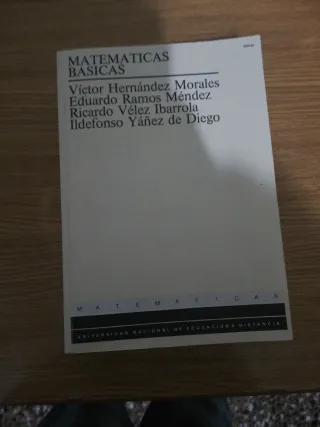 MATEMATICAS
BASICAS
Víctor Hernández Morales
Eduardo Ramos Méndez
Ricardo Vélez Ibarrola
Ildefonso Yáñez de Diego
MATEMATICAS
UNIVERSIDAD NACIONAL DE EDUCACION A DISTANCIA